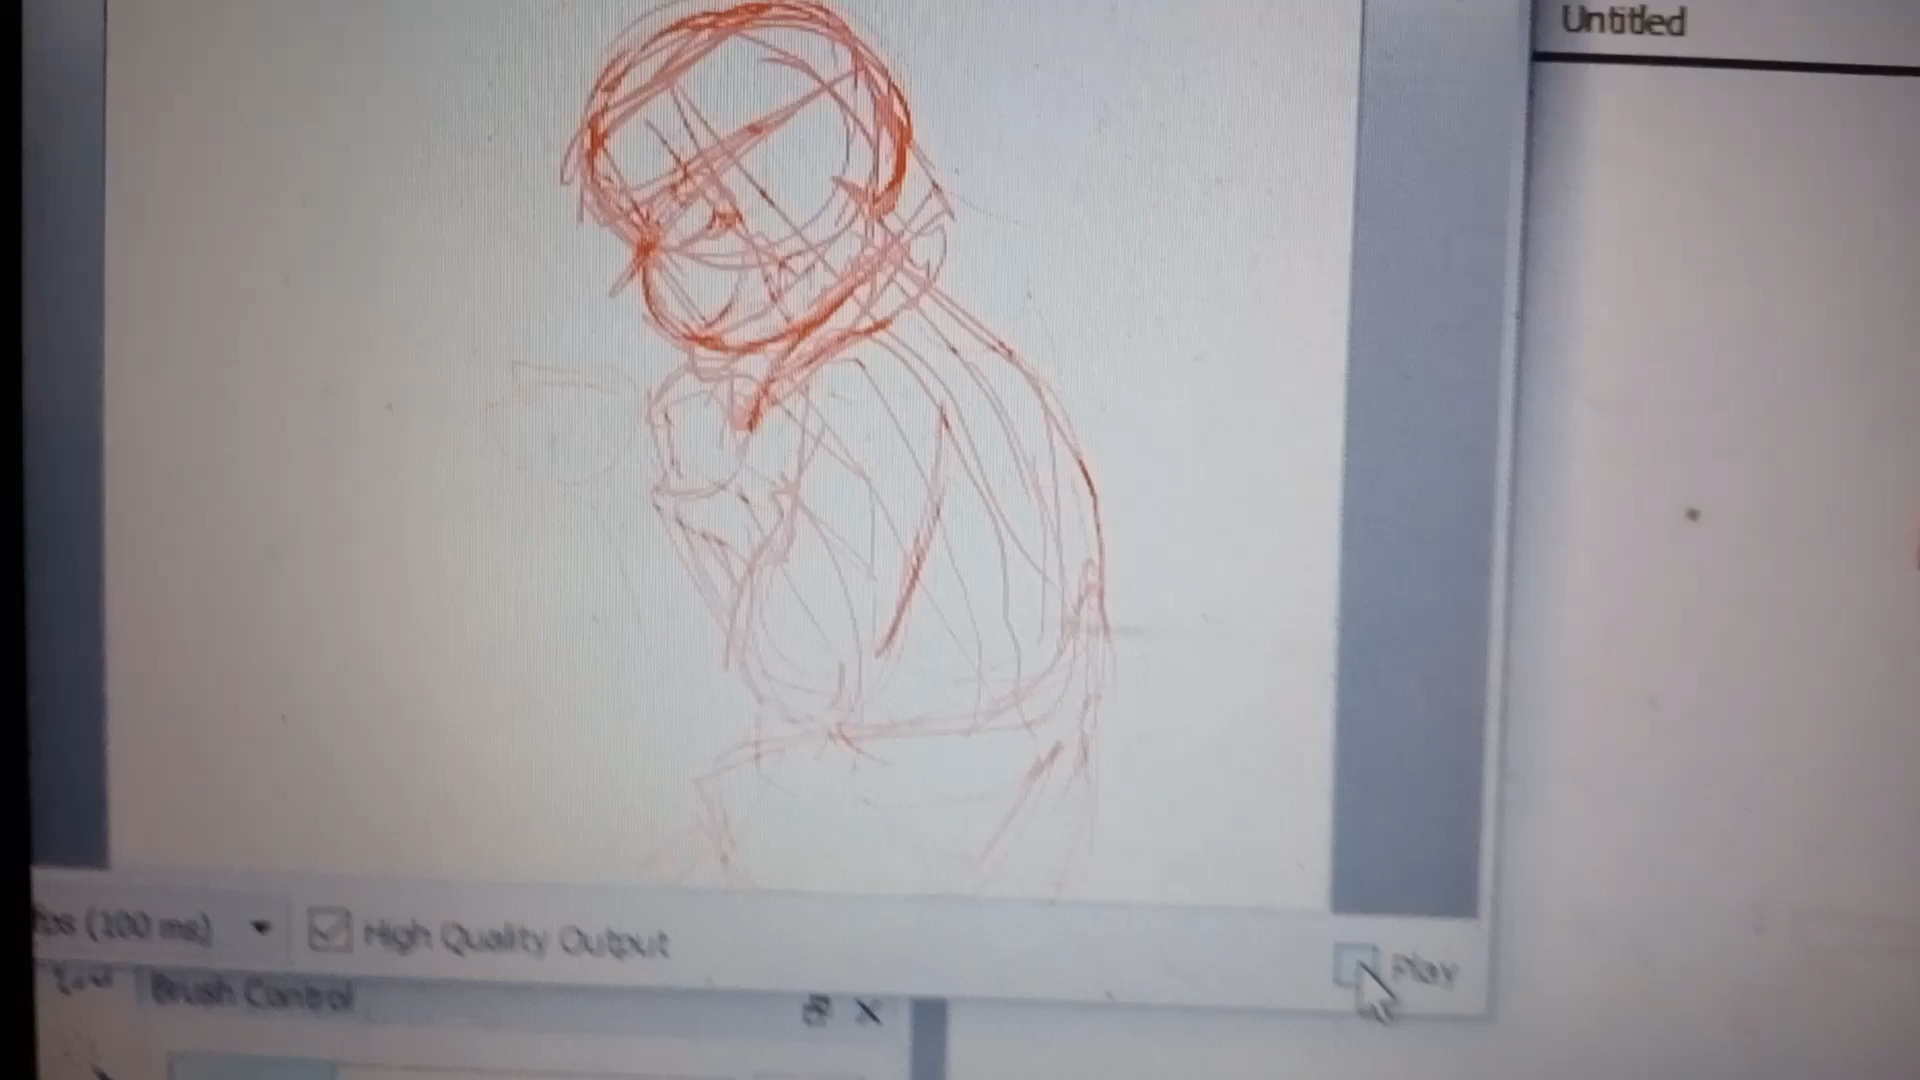 Untitled
(100 ms)
High Quality Output
Play
Brush Control